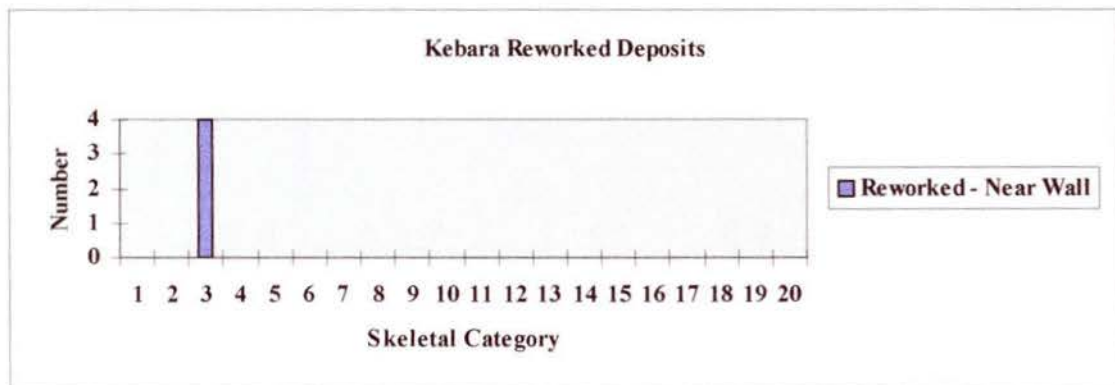 Kebara Reworked Deposits
4
3
2
1
0
Number
1 2 3 4 5 6 7 8 9 10 11 12 13 14 15 16 17 18 19 20
Skeletal Category
Reworked - Near Wall